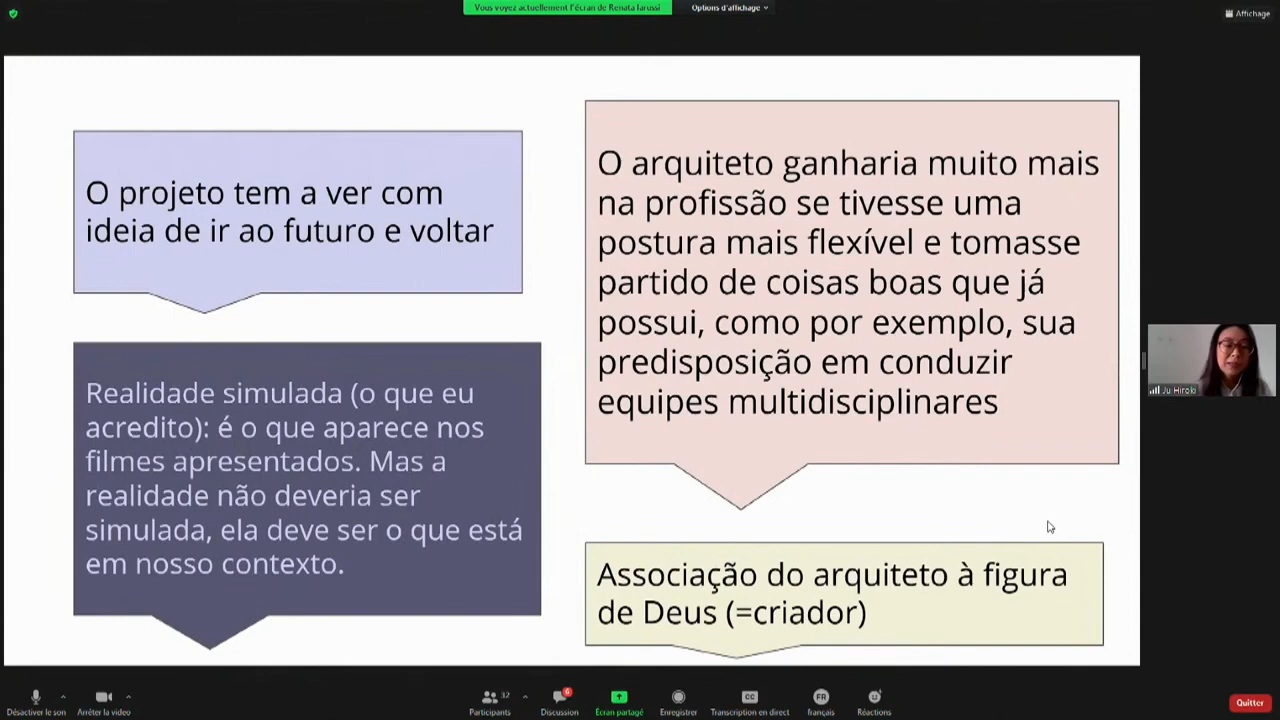 Vous voyez actuellement l'écran de Renata Iarussi
Options d'affichage
Affichage
O projeto tem a ver com
ideia de ir ao futuro e voltar
Realidade simulada (o que eu
acredito): é o que aparece nos
filmes apresentados. Mas a
realidade não deveria ser
simulada, ela deve ser o que está
em nosso contexto.
O arquiteto ganharia muito mais
na profissão se tivesse uma
postura mais flexível e tomasse
partido de coisas boas que já
possui, como por exemplo, sua
predisposição em conduzir
equipes multidisciplinares
Associação do arquiteto à figura
de Deus (=criador)
Ju Hiroki
Désactiver le son
Arrêter la vidéo
32
Participants
6
Discussion
Écran partagé
Enregistrer
CC
Transcription en direct
FR
français
Réactions
Quitter